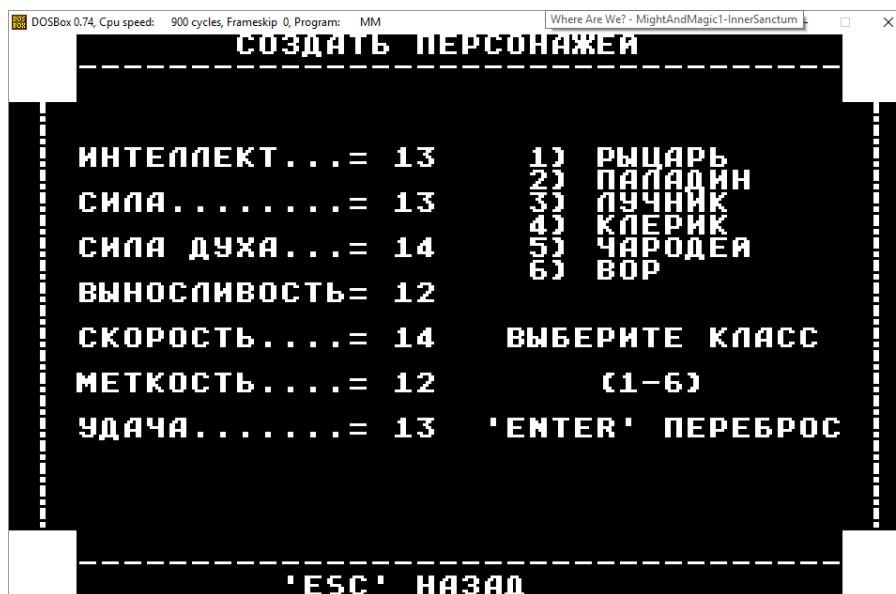 DOSBox 0.74, Cpu speed: 900 cycles, Frameskip 0, Program: MM
Where Are We? - MightAndMagic1-InnerSanctum
СОЗДАТЬ ПЕРСОНАЖЕЙ
ИНТЕЛЛЕКТ...= 13
СИЛА........= 13
СИЛА ДУХА...= 14
ВЫНОСЛИВОСТЬ= 12
СКОРОСТЬ....= 14
МЕТКОСТЬ....= 12
УДАЧА.......= 13
1) РЫЦАРЬ
2) ПАЛАДИН
3) ЛУЧНИК
4) КЛЕРИК
5) ЧАРОДЕЙ
6) ВОР
ВЫБЕРИТЕ КЛАСС
(1-6)
'ENTER' ПЕРЕБРОС
'ESC' НАЗАД